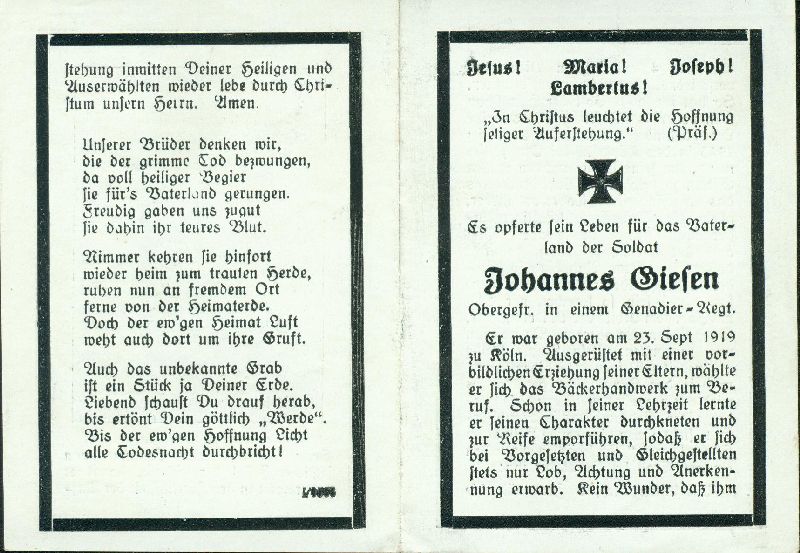 stehung inmitten Deiner Heiligen und
Auserwählten wieder lebe durch Chri-
stum unsern Herrn. Amen.
Unserer Brüder denken wir,
die der grimme Tod bezwungen,
da voll heiliger Begier
sie für's Vaterland gerungen.
Freudig gaben uns zugut
sie dahin ihr teures Blut.
Nimmer kehren sie hinfort
wieder heim zum trauten Herde,
ruhen nun an fremdem Ort
ferne von der Heimaterde.
Doch der ew'gen Heimat Luft
weht auch dort um ihre Gruft.
Auch das unbekannte Grab
ist ein Stück ja Deiner Erde.
Liebend schaust Du drauf herab,
bis ertönt Dein göttlich „Werde".
Bis der ew'gen Hoffnung Licht
alle Todesnacht durchbricht!
Jesus! Maria! Joseph!
Lambertus!
„In Christus leuchtet die Hoffnung
seliger Auferstehung." (Präf.)
Es opferte sein Leben für das Vater-
land der Soldat
Johannes Giesen
Obergefr. in einem Genadier-Regt.
Er war geboren am 23. Sept 1919
zu Köln. Ausgerüstet mit einer vor-
bildlichen Erziehung seiner Eltern, wählte
er sich das Bäckerhandwerk zum Be-
ruf. Schon in seiner Lehrzeit lernte
er seinen Charakter durchkneten und
zur Reife emporführen, sodaß er sich
bei Vorgesetzten und Gleichgestellten
stets nur Lob, Achtung und Anerken-
nung erwarb. Kein Wunder, daß ihm